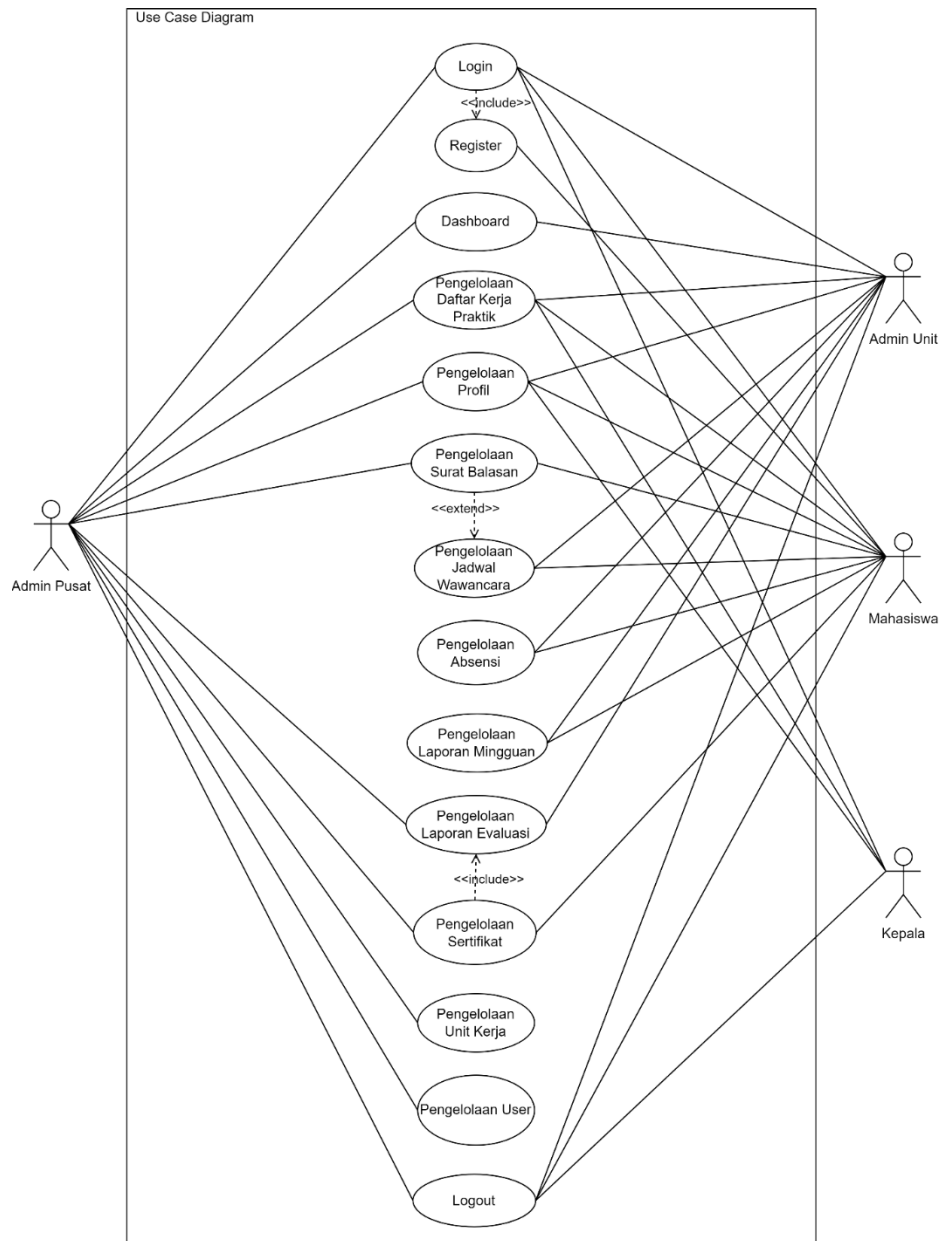 Use Case Diagram
Login
<<include>>
Register
Dashboard
Pengelolaan
Daftar Kerja
Praktik
Pengelolaan
Profil
Pengelolaan
Surat Balasan
<<extend>>
Pengelolaan
Jadwal
Wawancara
Pengelolaan
Absensi
Pengelolaan
Laporan Mingguan
Pengelolaan
Laporan Evaluasi
<<include>>
Pengelolaan
Sertifikat
Pengelolaan
Unit Kerja
Pengelolaan User
Logout
Admin Pusat
Admin Unit
Mahasiswa
Kepala